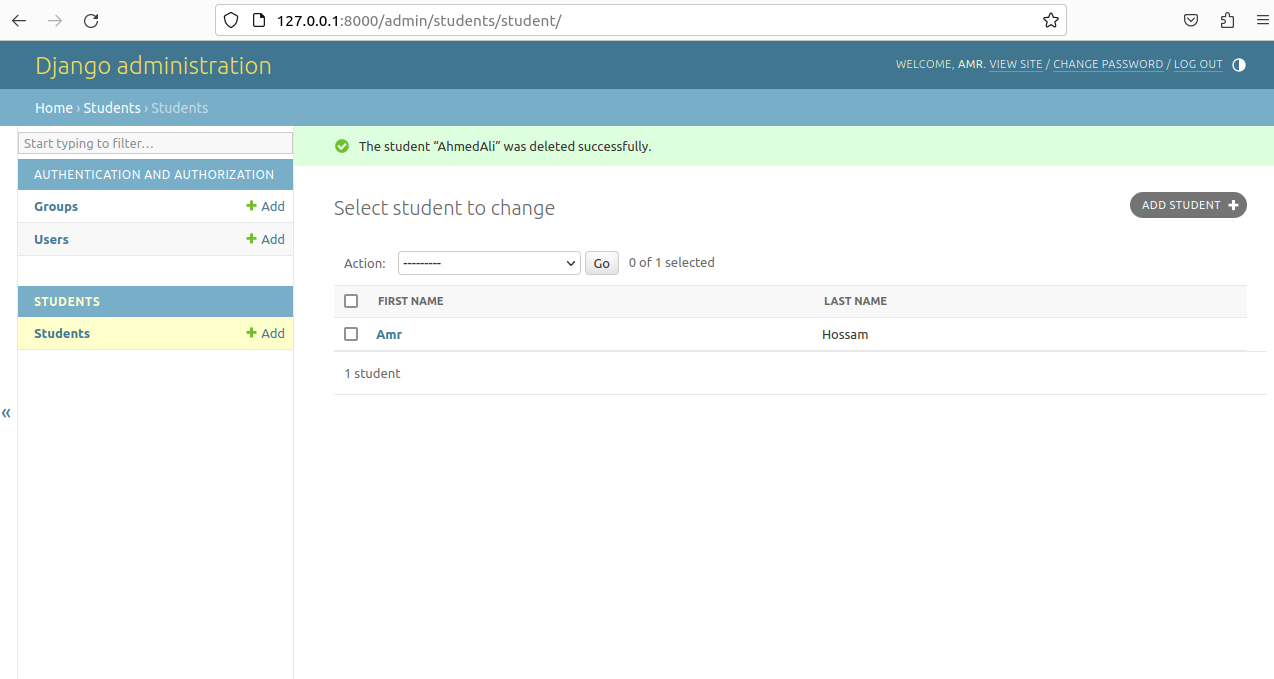 127.0.0.1:8000/admin/students/student/
Django administration
WELCOME, AMR. VIEW SITE / CHANGE PASSWORD / LOG OUT
Home › Students › Students
Start typing to filter…
AUTHENTICATION AND AUTHORIZATION
Groups + Add
Users + Add
STUDENTS
Students + Add
«
The student “AhmedAli” was deleted successfully.
Select student to change
ADD STUDENT +
Action: --------- Go 0 of 1 selected
FIRST NAME LAST NAME
Amr Hossam
1 student